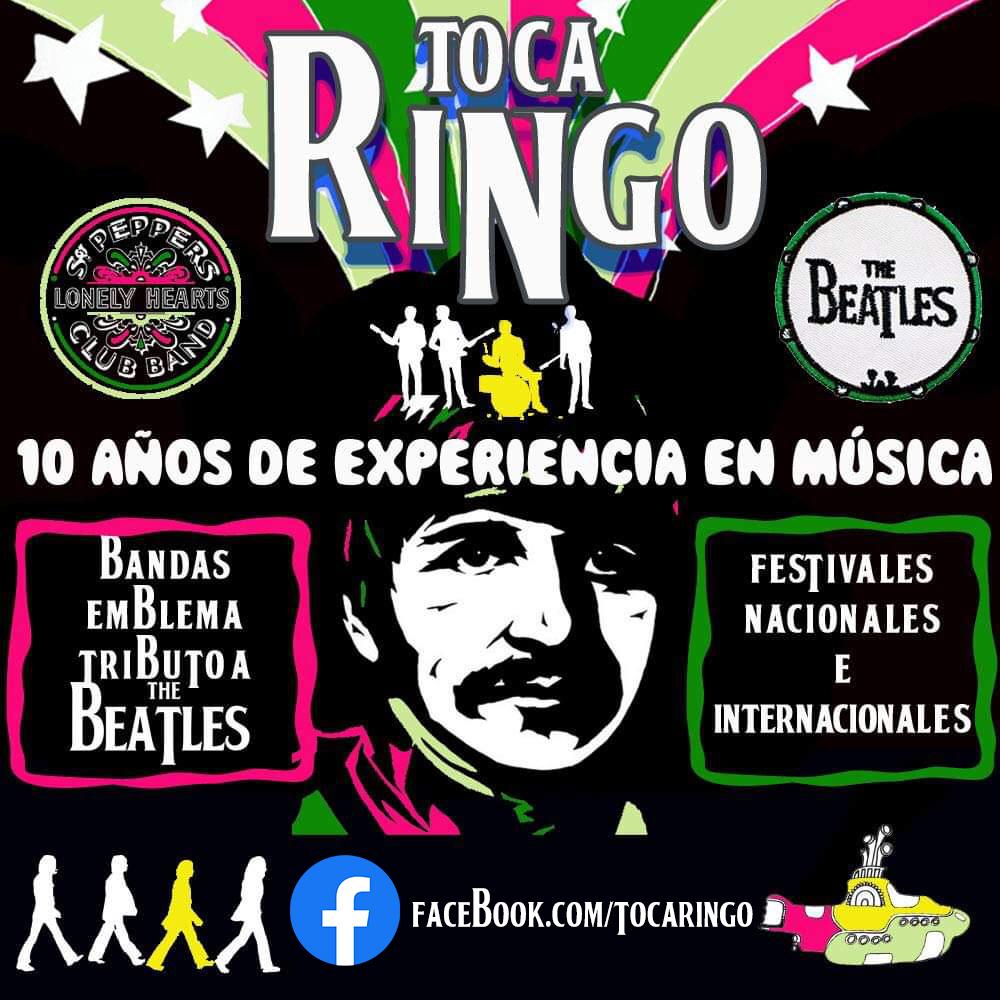 TOCA
RINGO
Sgt PEPPERS
LONELY HEARTS
CLUB BAND
THE
BEATLES
10 AÑOS DE EXPERIENCIA EN MÚSICA
BANDAS
EMBLEMA
TRIBUTO A
THE
BEATLES
FESTIVALES
NACIONALES
E
INTERNACIONALES
f
FACEBOOK.COM/TOCARINGO